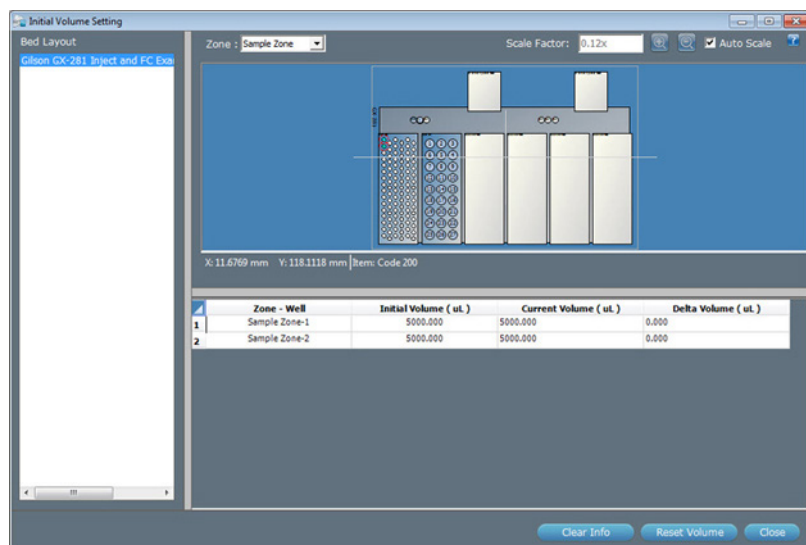 Initial Volume Setting
Bed Layout
Gilson GX-281 Inject and FC Exa
Zone : Sample Zone
Scale Factor: 0.12x
Auto Scale
X: 11.6769 mm Y: 118.1118 mm Item: Code 200
Zone - Well Initial Volume ( uL ) Current Volume ( uL ) Delta Volume ( uL )
1 Sample Zone-1 5000.000 5000.000 0.000
2 Sample Zone-2 5000.000 5000.000 0.000
Clear Info Reset Volume Close